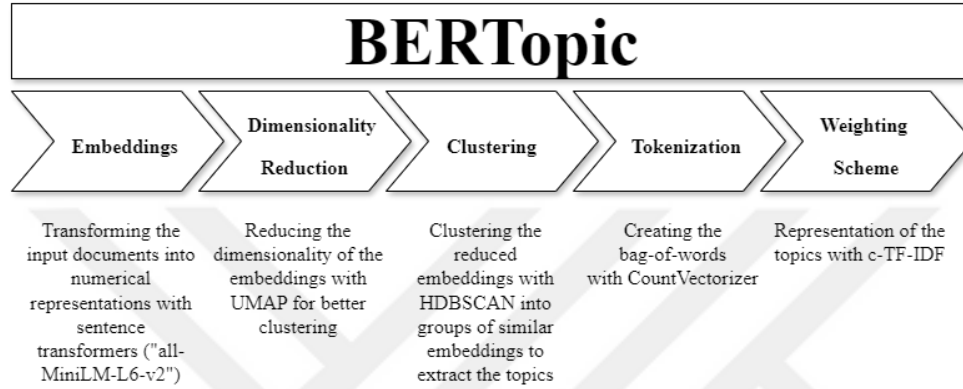 BERTopic
Embeddings
Dimensionality
Reduction
Clustering
Tokenization
Weighting
Scheme
Transforming the
input documents into
numerical
representations with
sentence
transformers ("all-
MiniLM-L6-v2")
Reducing the
dimensionality of the
embeddings with
UMAP for better
clustering
Clustering the
reduced
embeddings with
HDBSCAN into
groups of similar
embeddings to
extract the topics
Creating the
bag-of-words
with CountVectorizer
Representation of the
topics with c-TF-IDF